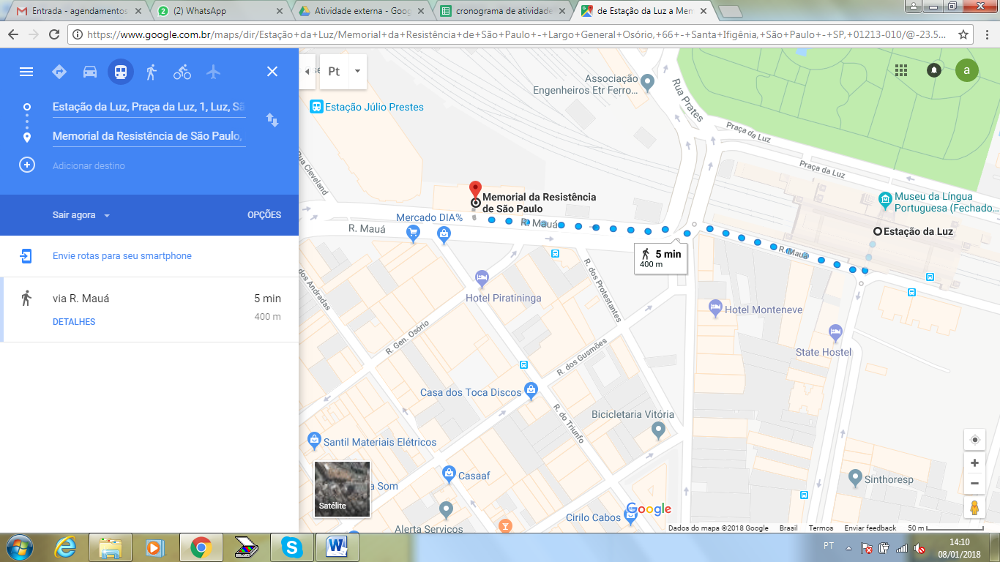 Entrada - agendamentos
(2) WhatsApp
Atividade externa - Goog
cronograma de atividade
de Estação da Luz a Mem
https://www.google.com.br/maps/dir/Estação+da+Luz/Memorial+da+Resistência+de+São+Paulo+-+Largo+General+Osório,+66+-+Santa+Ifigênia,+São+Paulo+-+SP,+01213-010/@-23.5...
Estação da Luz, Praça da Luz, 1, Luz, Sã
Memorial da Resistência de São Paulo,
Adicionar destino
Sair agora
OPÇÕES
Envie rotas para seu smartphone
via R. Mauá
5 min
DETALHES
400 m
Pt
a
Associação
Engenheiros Etr Ferro...
Estação Júlio Prestes
Rua Prates
Praça da Luz
Praça da Luz
Rua Cleveland
Memorial da Resistência
de São Paulo
Museu da Língua
Portuguesa (Fechado...
Mercado DIA%
R. Mauá
R. Mauá
Estação da Luz
R. Mauá
5 min
400 m
R. dos Protestantes
dos Andradas
Hotel Piratininga
Hotel Monteneve
R. Gen. Osório
R. dos Gusmões
State Hostel
Casa dos Toca Discos
R. do Triunfo
Bicicletaria Vitória
Santil Materiais Elétricos
Casaaf
a Som
Sinthoresp
Satélite
Google
Cirilo Cabos
Alerta Serviços
Dados do mapa ©2018 Google
Brasil
Termos
Enviar feedback
50 m
PT
14:10
08/01/2018